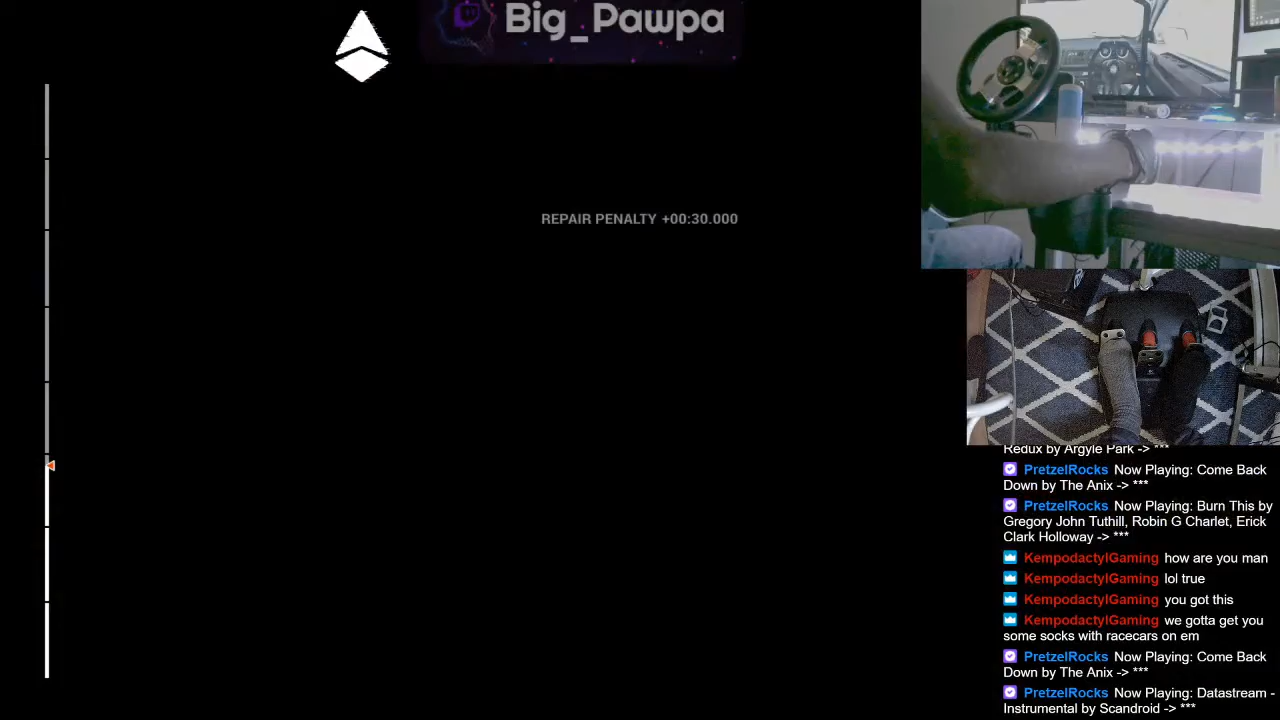 Big_Pawpa
REPAIR PENALTY +00:30.000
Redux by Argyle Park -> ***
PretzelRocks Now Playing: Come Back
Down by The Anix -> ***
PretzelRocks Now Playing: Burn This by
Gregory John Tuthill, Robin G Charlet, Erick
Clark Holloway -> ***
KempodactylGaming how are you man
KempodactylGaming lol true
KempodactylGaming you got this
KempodactylGaming we gotta get you
some socks with racecars on em
PretzelRocks Now Playing: Come Back
Down by The Anix -> ***
PretzelRocks Now Playing: Datastream -
Instrumental by Scandroid -> ***